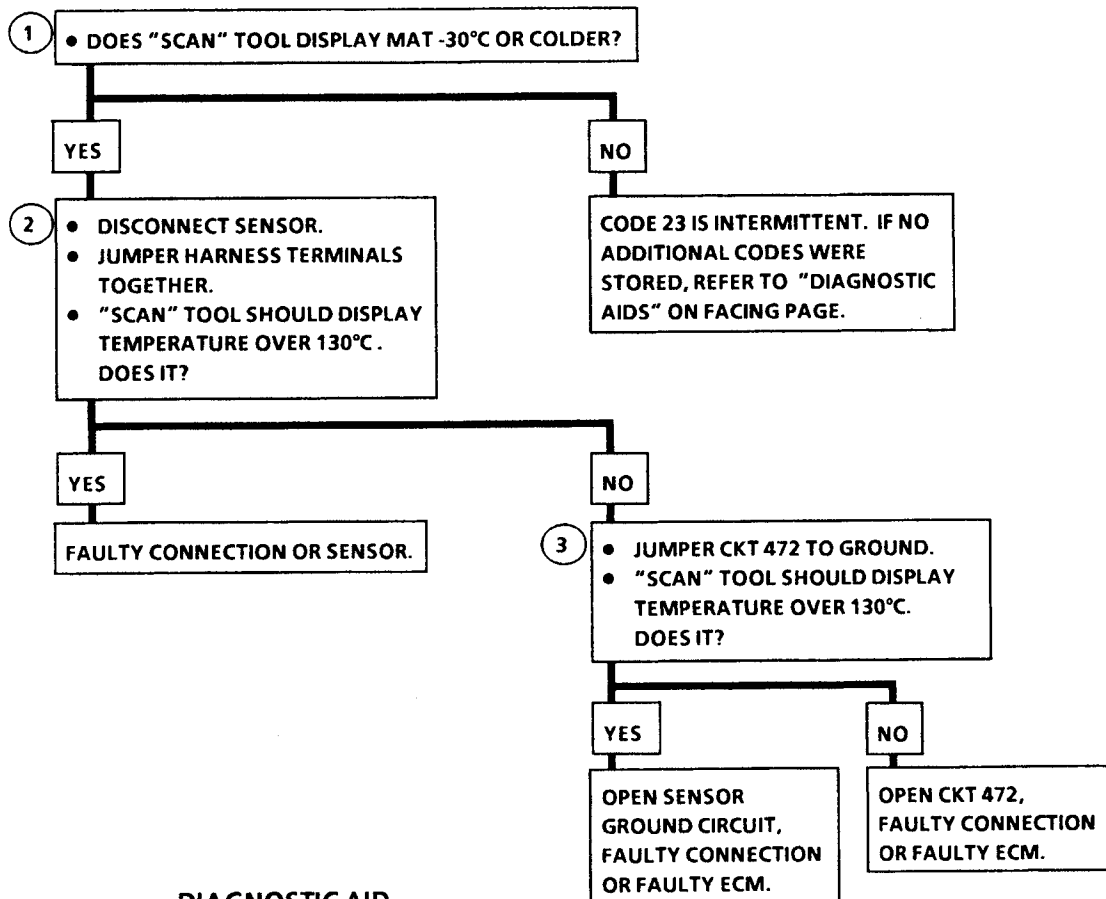 1
● DOES "SCAN" TOOL DISPLAY MAT -30°C OR COLDER?
YES
NO
2
● DISCONNECT SENSOR.
● JUMPER HARNESS TERMINALS
TOGETHER.
● "SCAN" TOOL SHOULD DISPLAY
TEMPERATURE OVER 130°C.
DOES IT?
CODE 23 IS INTERMITTENT. IF NO
ADDITIONAL CODES WERE
STORED, REFER TO "DIAGNOSTIC
AIDS" ON FACING PAGE.
YES
NO
FAULTY CONNECTION OR SENSOR.
3
● JUMPER CKT 472 TO GROUND.
● "SCAN" TOOL SHOULD DISPLAY
TEMPERATURE OVER 130°C.
DOES IT?
YES
NO
OPEN SENSOR
GROUND CIRCUIT,
FAULTY CONNECTION
OR FAULTY ECM.
OPEN CKT 472,
FAULTY CONNECTION
OR FAULTY ECM.
DIAGNOSTIC AID